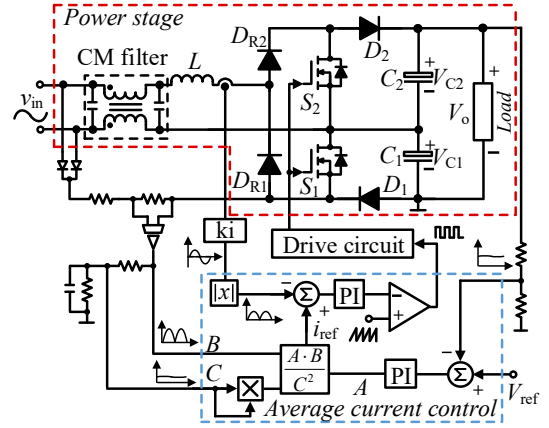 Power stage
CM filter
L
D_R2
D_2
v_in
S_2
C_2
V_C2
V_o
Load
D_R1
S_1
C_1
V_C1
D_1
ki
Drive circuit
|x|
− Σ +
PI
−
+
i_ref
B
C
×
A · B
C²
A
PI
− Σ +
V_ref
Average current control